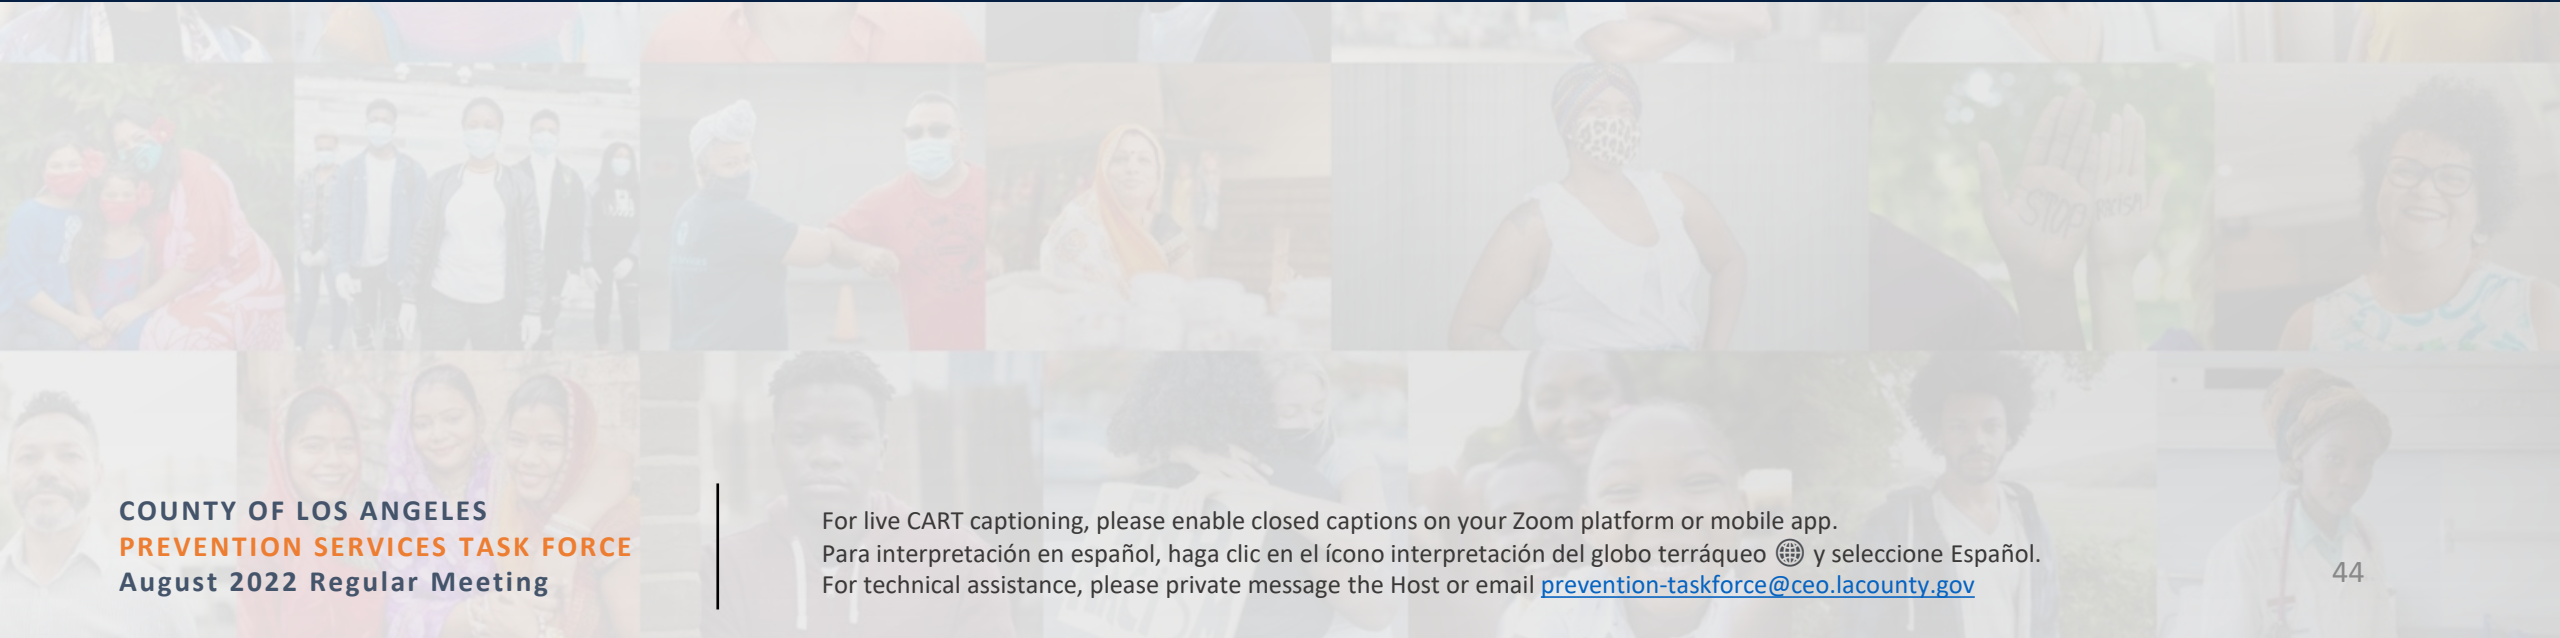 STOP racism
COUNTY OF LOS ANGELES
PREVENTION SERVICES TASK FORCE
August 2022 Regular Meeting
For live CART captioning, please enable closed captions on your Zoom platform or mobile app.
Para interpretación en español, haga clic en el ícono interpretación del globo terráqueo y seleccione Español.
For technical assistance, please private message the Host or email prevention-taskforce@ceo.lacounty.gov
44